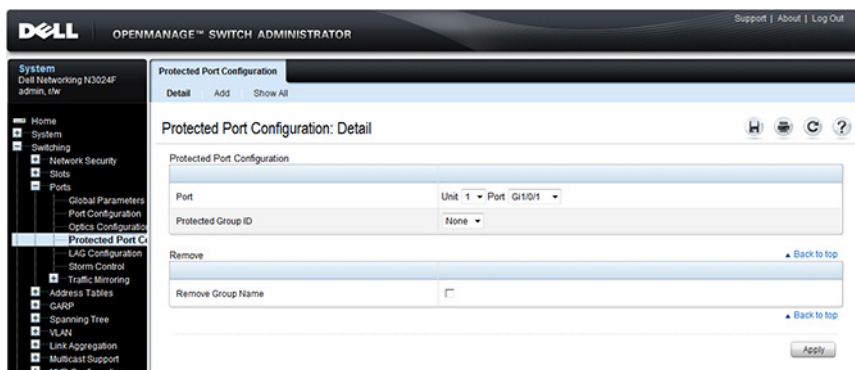 Support | About | Log Out
DELL OPENMANAGE™ SWITCH ADMINISTRATOR
System
Dell Networking N3024F
admin, r/w
Home
System
Switching
Network Security
Slots
Ports
Global Parameters
Port Configuration
Optics Configuratio
Protected Port Co
LAG Configuration
Storm Control
Traffic Mirroring
Address Tables
GARP
Spanning Tree
VLAN
Link Aggregation
Multicast Support
Protected Port Configuration
Detail Add Show All
Protected Port Configuration: Detail
Protected Port Configuration
Port Unit 1 Port Gi1/0/1
Protected Group ID None
Remove Back to top
Remove Group Name
Back to top
Apply